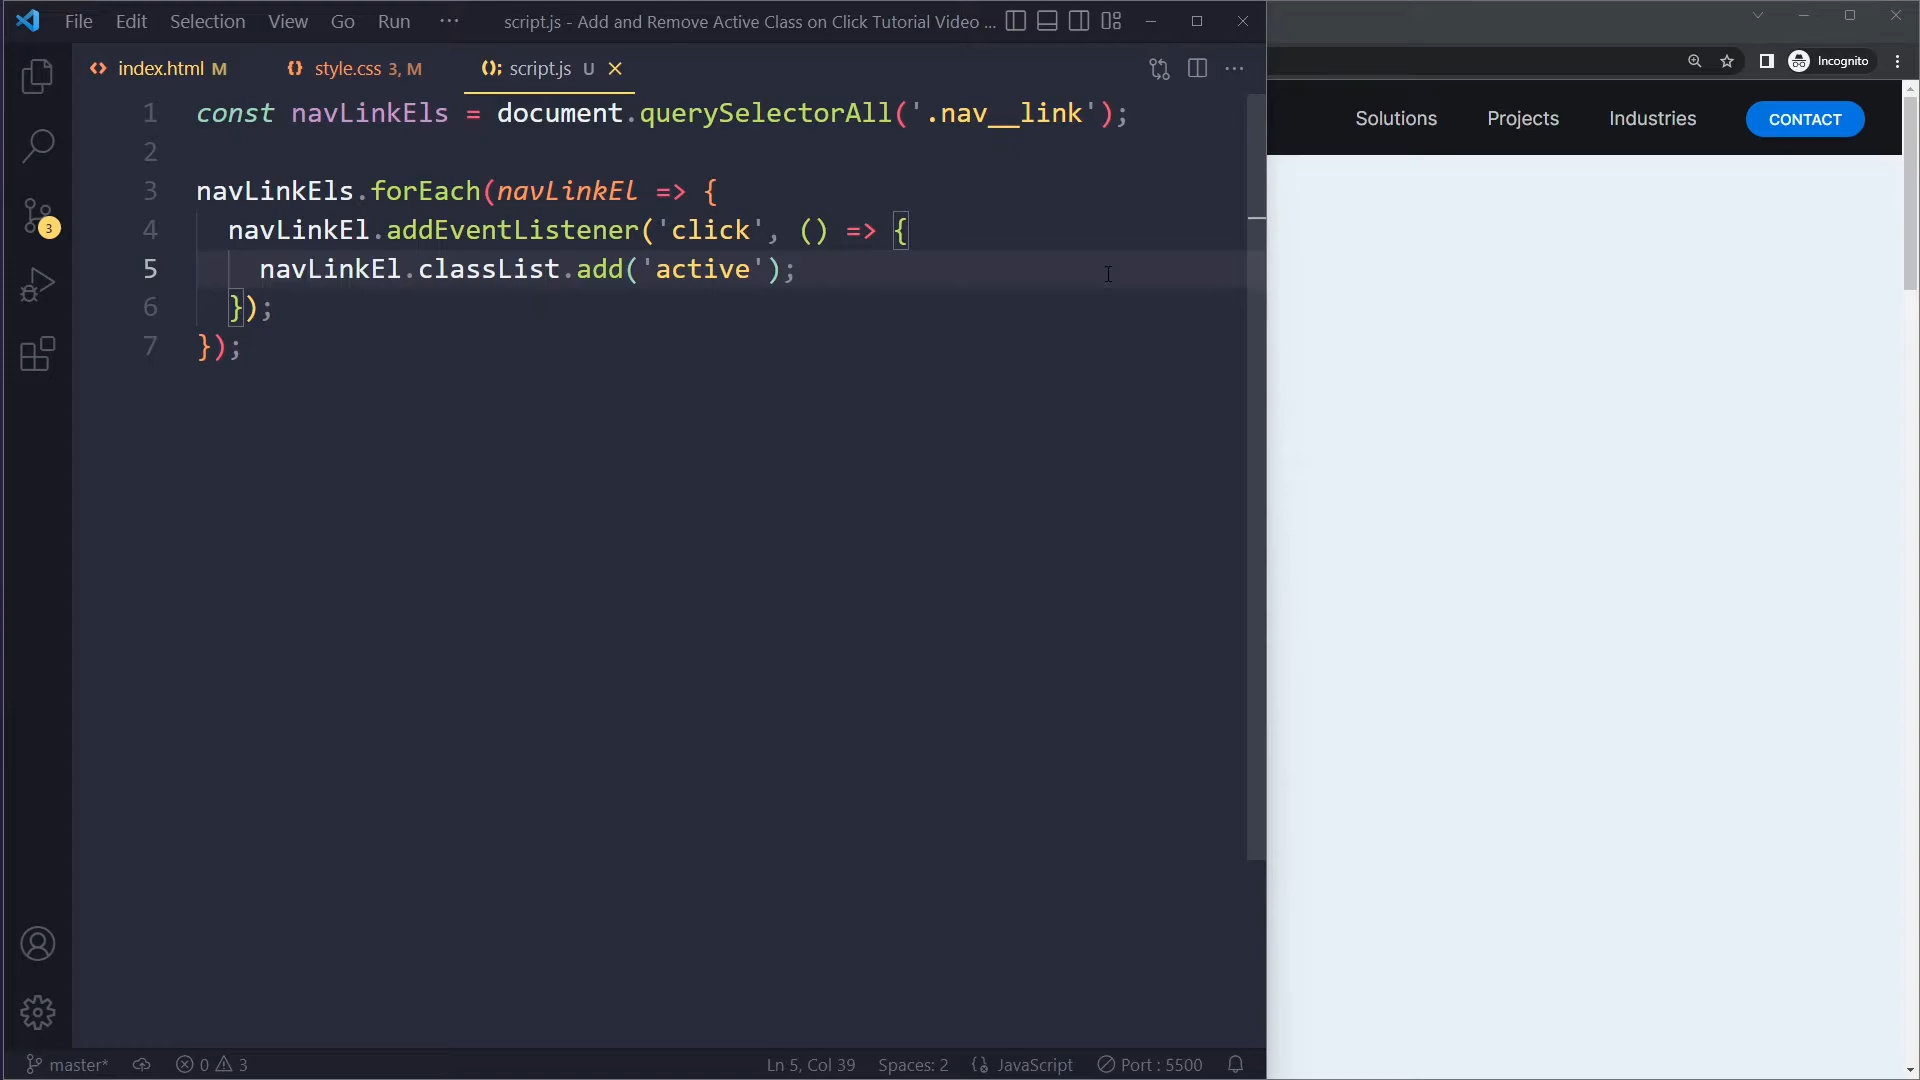 File Edit Selection View Go Run ··· script.js - Add and Remove Active Class on Click Tutorial Video ...
index.html M style.css 3, M script.js U
Incognito
Solutions Projects Industries CONTACT
1 const navLinkEls = document.querySelectorAll('.nav__link');
2
3 navLinkEls.forEach(navLinkEl => {
4 navLinkEl.addEventListener('click', () => {
5 navLinkEl.classList.add('active');
6 });
7 });
3
master* 0 3 Ln 5, Col 39 Spaces: 2 JavaScript Port : 5500